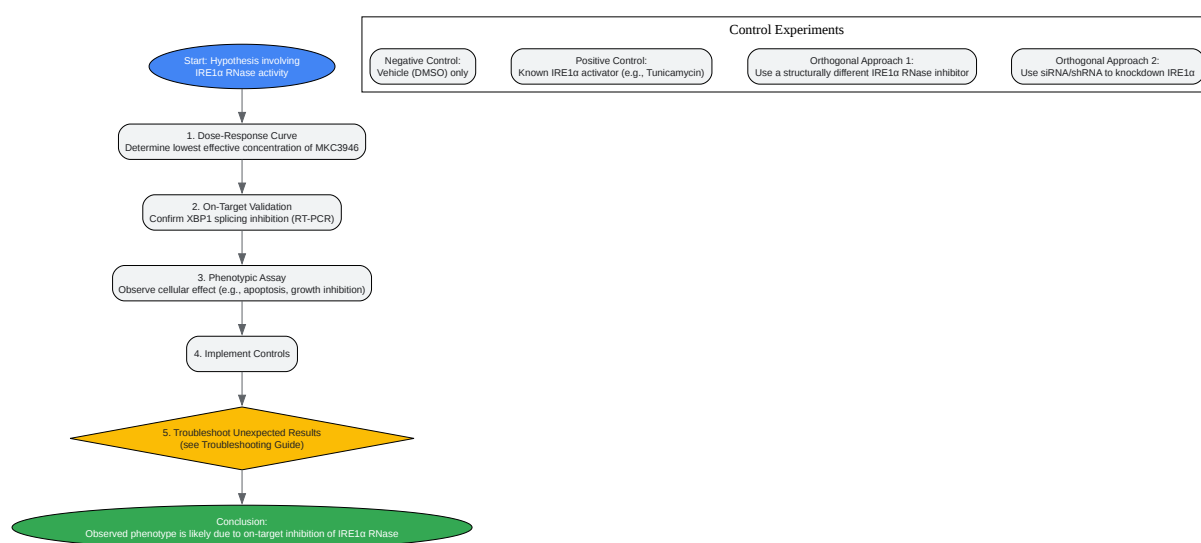 Start: Hypothesis involving
IRE1α RNase activity
Control Experiments
Negative Control:
Vehicle (DMSO) only
Positive Control:
Known IRE1α activator (e.g., Tunicamycin)
Orthogonal Approach 1:
Use a structurally different IRE1α RNase inhibitor
Orthogonal Approach 2:
Use siRNA/shRNA to knockdown IRE1α
1. Dose-Response Curve
Determine lowest effective concentration of MKC3946
2. On-Target Validation
Confirm XBP1 splicing inhibition (RT-PCR)
3. Phenotypic Assay
Observe cellular effect (e.g., apoptosis, growth inhibition)
4. Implement Controls
5. Troubleshoot Unexpected Results
(see Troubleshooting Guide)
Conclusion:
Observed phenotype is likely due to on-target inhibition of IRE1α RNase